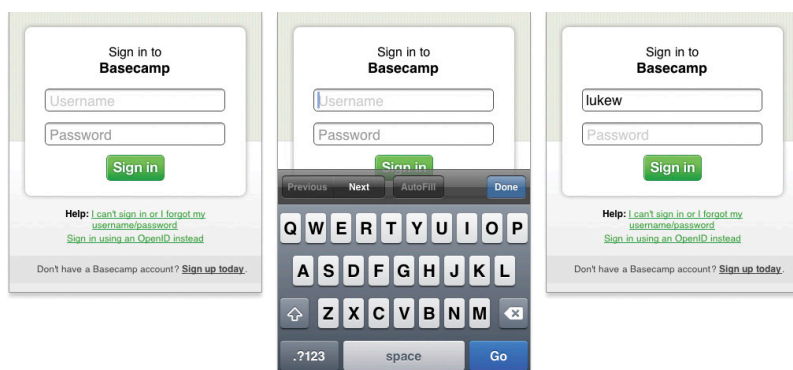 Sign in to
Basecamp
Username
Password
Sign in
Help: I can't sign in or I forgot my
username/password
Sign in using an OpenID instead
Don't have a Basecamp account? Sign up today.
Sign in to
Basecamp
Username
Password
Sign in
Previous Next AutoFill Done
Q W E R T Y U I O P
A S D F G H J K L
Z X C V B N M
.?123 space Go
Sign in to
Basecamp
lukew
Password
Sign in
Help: I can't sign in or I forgot my
username/password
Sign in using an OpenID instead
Don't have a Basecamp account? Sign up today.